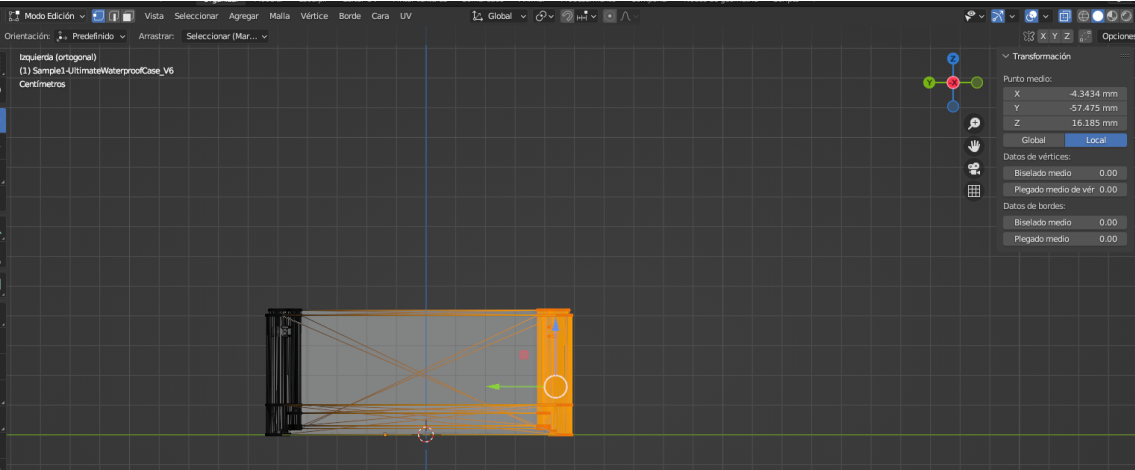 Modo Edición Vista Seleccionar Agregar Malla Vértice Borde Cara UV Global
Orientación: Predefinido Arrastrar: Seleccionar (Mar... X Y Z Opciones
Izquierda (ortogonal)
(1) Sample1-UltimateWaterproofCase_V6
Centímetros
Z
Y
-X
Transformación
Punto medio:
X -4.3434 mm
Y -57.475 mm
Z 16.185 mm
Global Local
Datos de vértices:
Biselado medio 0.00
Plegado medio de vér 0.00
Datos de bordes:
Biselado medio 0.00
Plegado medio 0.00